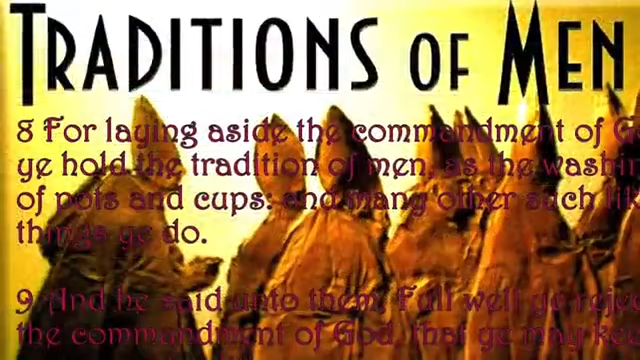 TRADITIONS OF MEN
8 For laying aside the commandment of G
ye hold the tradition of men, as the washin
of pots and cups: and many other such lik
things ye do.
9 And he said unto them, Full well ye rejec
the commandment of God, that ye may kee